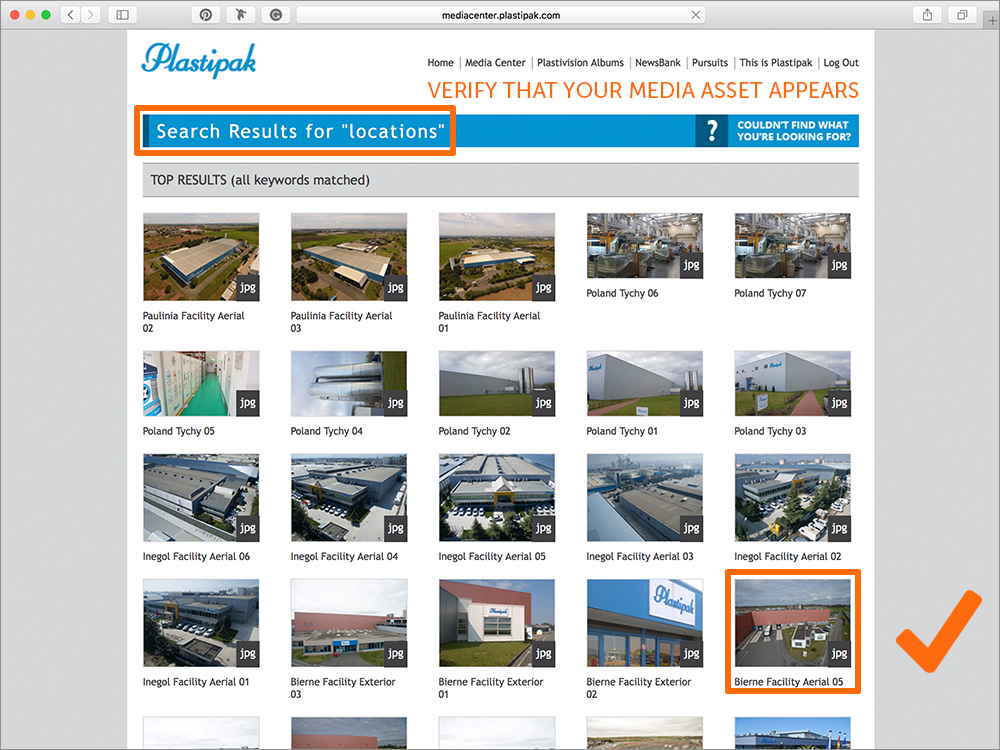 mediacenter.plastipak.com
Plastipak
Home | Media Center | Plastivision Albums | NewsBank | Pursuits | This is Plastipak | Log Out
VERIFY THAT YOUR MEDIA ASSET APPEARS
Search Results for "locations"
?
COULDN'T FIND WHAT
YOU'RE LOOKING FOR?
TOP RESULTS (all keywords matched)
jpg
jpg
jpg
jpg
jpg
Paulinia Facility Aerial
02
Paulinia Facility Aerial
03
Paulinia Facility Aerial
01
Poland Tychy 06
Poland Tychy 07
jpg
jpg
jpg
Plastipak
jpg
Plastipak
jpg
Poland Tychy 05
Poland Tychy 04
Poland Tychy 02
Poland Tychy 01
Poland Tychy 03
jpg
jpg
jpg
jpg
jpg
Inegol Facility Aerial 06
Inegol Facility Aerial 04
Inegol Facility Aerial 05
Inegol Facility Aerial 03
Inegol Facility Aerial 02
jpg
jpg
Plastipak
jpg
Plastipak
jpg
jpg
Inegol Facility Aerial 01
Bierne Facility Exterior
03
Bierne Facility Exterior
01
Bierne Facility Exterior
02
Bierne Facility Aerial 05
Plastipak